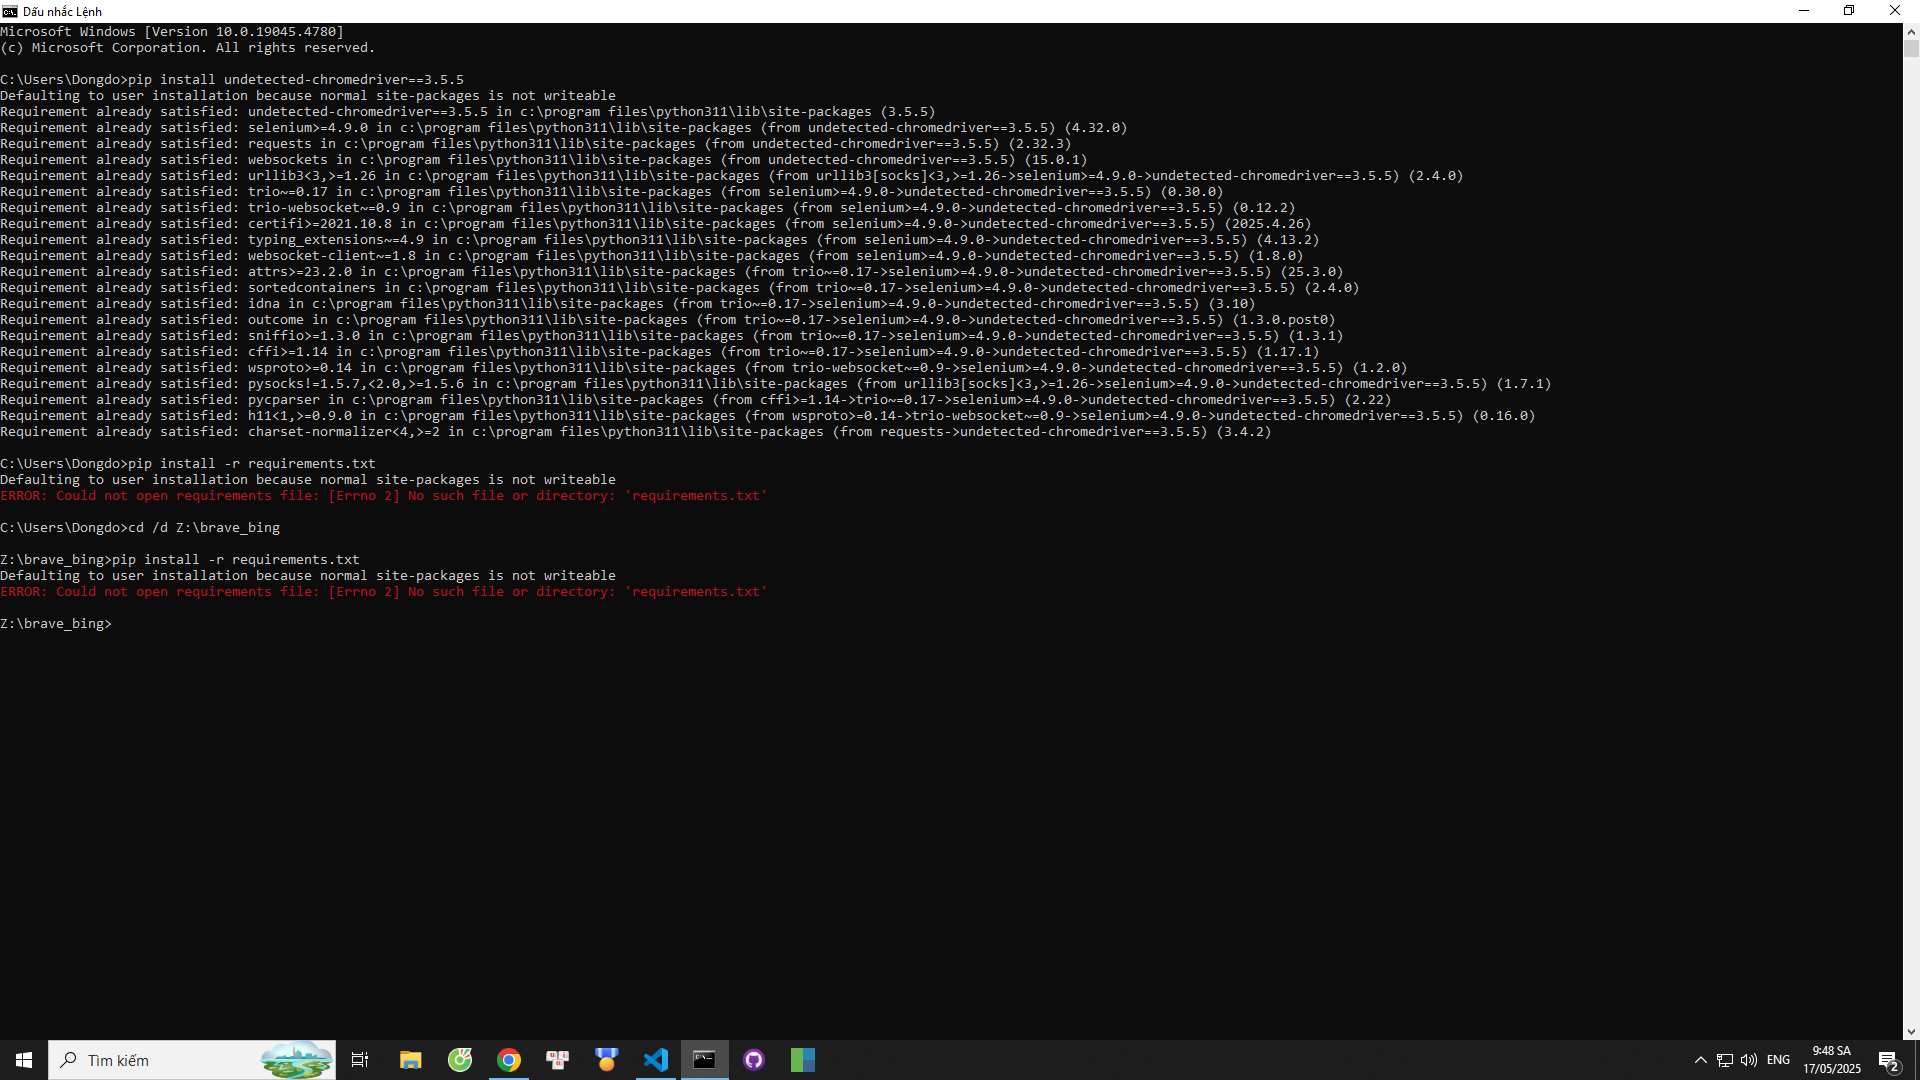 Dấu nhắc Lệnh
Microsoft Windows [Version 10.0.19045.4780]
(c) Microsoft Corporation. All rights reserved.
C:\Users\Dongdo>pip install undetected-chromedriver==3.5.5
Defaulting to user installation because normal site-packages is not writeable
Requirement already satisfied: undetected-chromedriver==3.5.5 in c:\program files\python311\lib\site-packages (3.5.5)
Requirement already satisfied: selenium>=4.9.0 in c:\program files\python311\lib\site-packages (from undetected-chromedriver==3.5.5) (4.32.0)
Requirement already satisfied: requests in c:\program files\python311\lib\site-packages (from undetected-chromedriver==3.5.5) (2.32.3)
Requirement already satisfied: websockets in c:\program files\python311\lib\site-packages (from undetected-chromedriver==3.5.5) (15.0.1)
Requirement already satisfied: urllib3<3,>=1.26 in c:\program files\python311\lib\site-packages (from urllib3[socks]<3,>=1.26->selenium>=4.9.0->undetected-chromedriver==3.5.5) (2.4.0)
Requirement already satisfied: trio~=0.17 in c:\program files\python311\lib\site-packages (from selenium>=4.9.0->undetected-chromedriver==3.5.5) (0.30.0)
Requirement already satisfied: trio-websocket~=0.9 in c:\program files\python311\lib\site-packages (from selenium>=4.9.0->undetected-chromedriver==3.5.5) (0.12.2)
Requirement already satisfied: certifi>=2021.10.8 in c:\program files\python311\lib\site-packages (from selenium>=4.9.0->undetected-chromedriver==3.5.5) (2025.4.26)
Requirement already satisfied: typing_extensions~=4.9 in c:\program files\python311\lib\site-packages (from selenium>=4.9.0->undetected-chromedriver==3.5.5) (4.13.2)
Requirement already satisfied: websocket-client~=1.8 in c:\program files\python311\lib\site-packages (from selenium>=4.9.0->undetected-chromedriver==3.5.5) (1.8.0)
Requirement already satisfied: attrs>=23.2.0 in c:\program files\python311\lib\site-packages (from trio~=0.17->selenium>=4.9.0->undetected-chromedriver==3.5.5) (25.3.0)
Requirement already satisfied: sortedcontainers in c:\program files\python311\lib\site-packages (from trio~=0.17->selenium>=4.9.0->undetected-chromedriver==3.5.5) (2.4.0)
Requirement already satisfied: idna in c:\program files\python311\lib\site-packages (from trio~=0.17->selenium>=4.9.0->undetected-chromedriver==3.5.5) (3.10)
Requirement already satisfied: outcome in c:\program files\python311\lib\site-packages (from trio~=0.17->selenium>=4.9.0->undetected-chromedriver==3.5.5) (1.3.0.post0)
Requirement already satisfied: sniffio>=1.3.0 in c:\program files\python311\lib\site-packages (from trio~=0.17->selenium>=4.9.0->undetected-chromedriver==3.5.5) (1.3.1)
Requirement already satisfied: cffi>=1.14 in c:\program files\python311\lib\site-packages (from trio~=0.17->selenium>=4.9.0->undetected-chromedriver==3.5.5) (1.17.1)
Requirement already satisfied: wsproto>=0.14 in c:\program files\python311\lib\site-packages (from trio-websocket~=0.9->selenium>=4.9.0->undetected-chromedriver==3.5.5) (1.2.0)
Requirement already satisfied: pysocks!=1.5.7,<2.0,>=1.5.6 in c:\program files\python311\lib\site-packages (from urllib3[socks]<3,>=1.26->selenium>=4.9.0->undetected-chromedriver==3.5.5) (1.7.1)
Requirement already satisfied: pycparser in c:\program files\python311\lib\site-packages (from cffi>=1.14->trio~=0.17->selenium>=4.9.0->undetected-chromedriver==3.5.5) (2.22)
Requirement already satisfied: h11<1,>=0.9.0 in c:\program files\python311\lib\site-packages (from wsproto>=0.14->trio-websocket~=0.9->selenium>=4.9.0->undetected-chromedriver==3.5.5) (0.16.0)
Requirement already satisfied: charset-normalizer<4,>=2 in c:\program files\python311\lib\site-packages (from requests->undetected-chromedriver==3.5.5) (3.4.2)
C:\Users\Dongdo>pip install -r requirements.txt
Defaulting to user installation because normal site-packages is not writeable
ERROR: Could not open requirements file: [Errno 2] No such file or directory: 'requirements.txt'
C:\Users\Dongdo>cd /d Z:\brave_bing
Z:\brave_bing>pip install -r requirements.txt
Defaulting to user installation because normal site-packages is not writeable
ERROR: Could not open requirements file: [Errno 2] No such file or directory: 'requirements.txt'
Z:\brave_bing>
Tìm kiếm
ENG
9:48 SA
17/05/2025
2